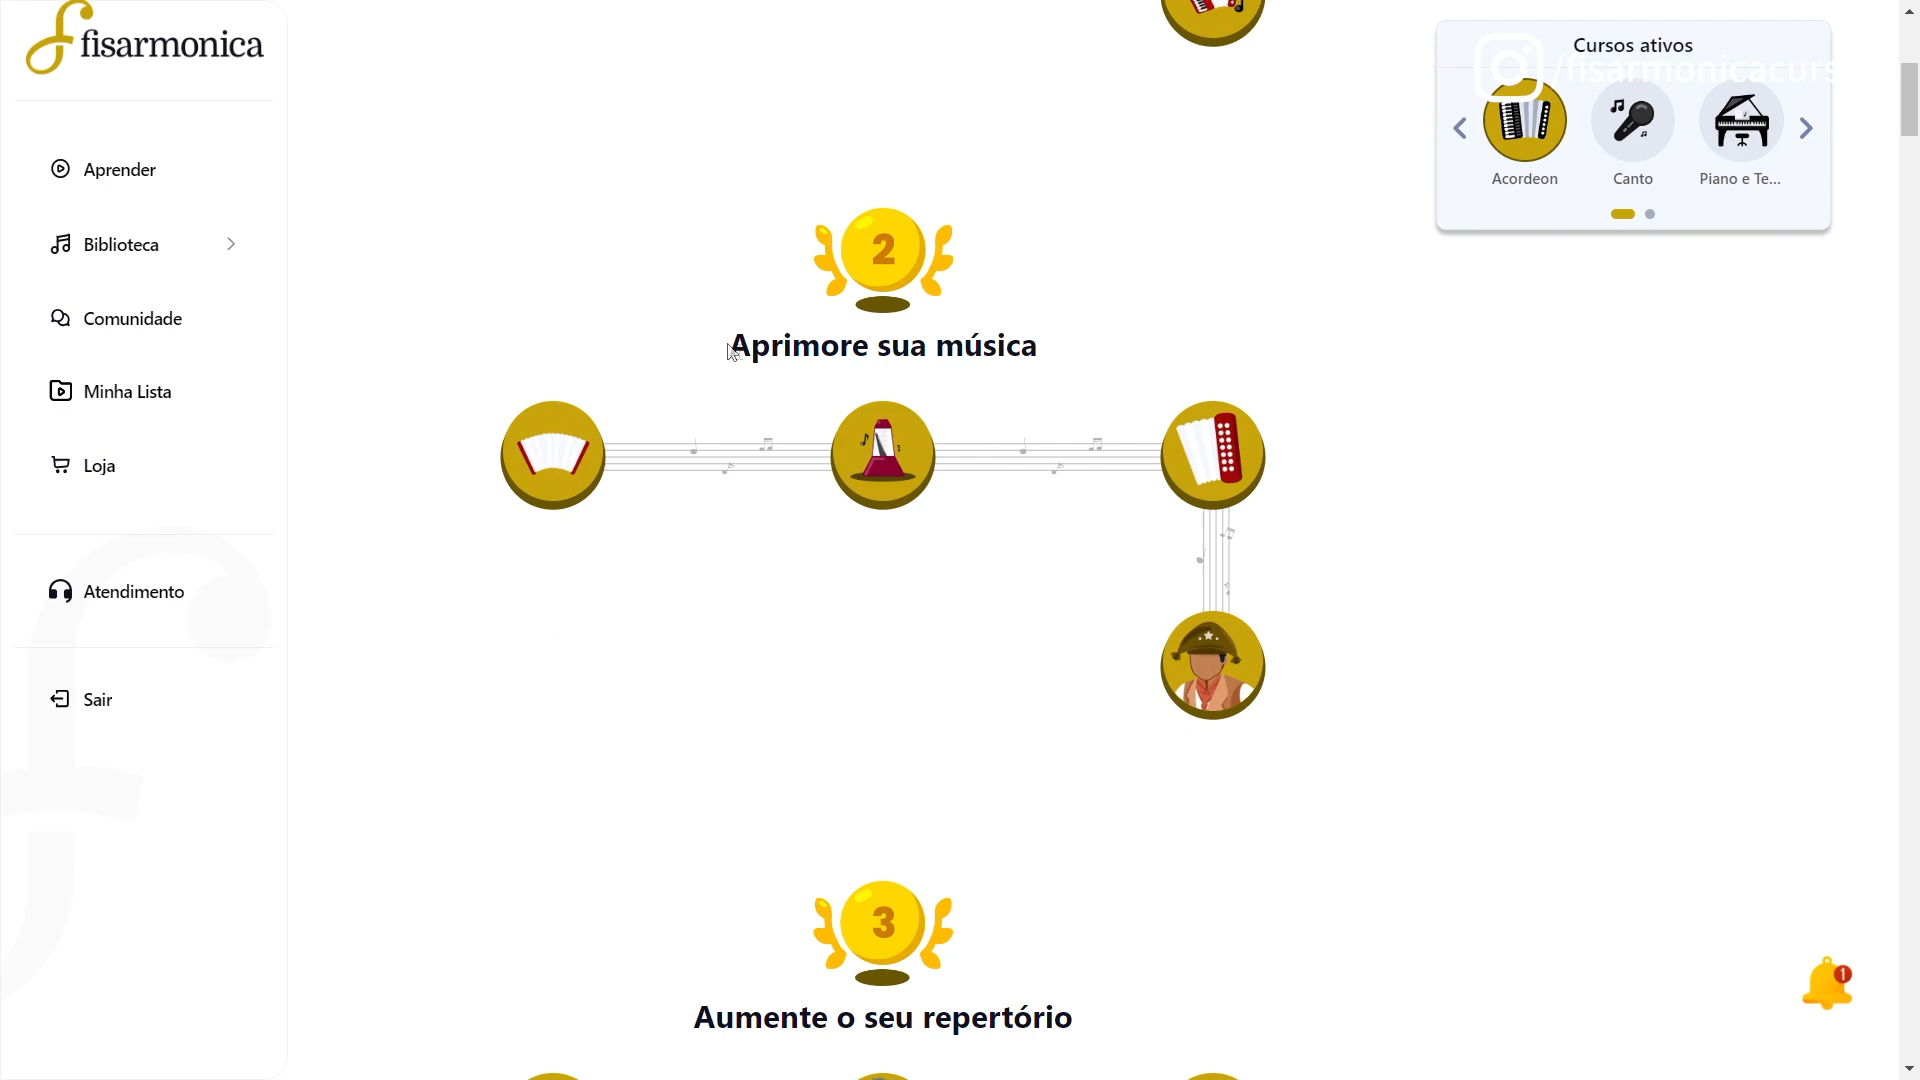 fisarmonica
Aprender
Biblioteca
Comunidade
Minha Lista
Loja
Atendimento
Sair
2
Aprimore sua música
3
Aumente o seu repertório
Cursos ativos
/fisarmonicacurs
Acordeon
Canto
Piano e Te...
1